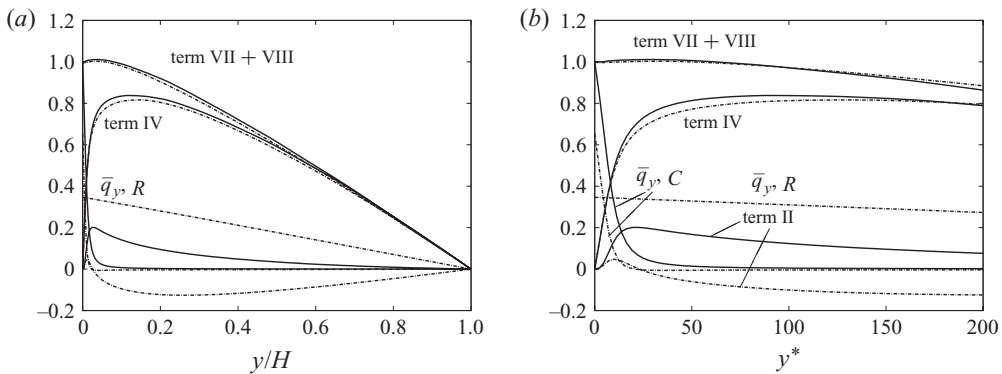 (a)
1.2
1.0
0.8
0.6
0.4
0.2
0
–0.2
term VII + VIII
term IV
q̅y, R
0 0.2 0.4 0.6 0.8 1.0
y/H
(b)
1.2
1.0
0.8
0.6
0.4
0.2
0
–0.2
term VII + VIII
term IV
q̅y, C
q̅y, R
term II
0 50 100 150 200
y*